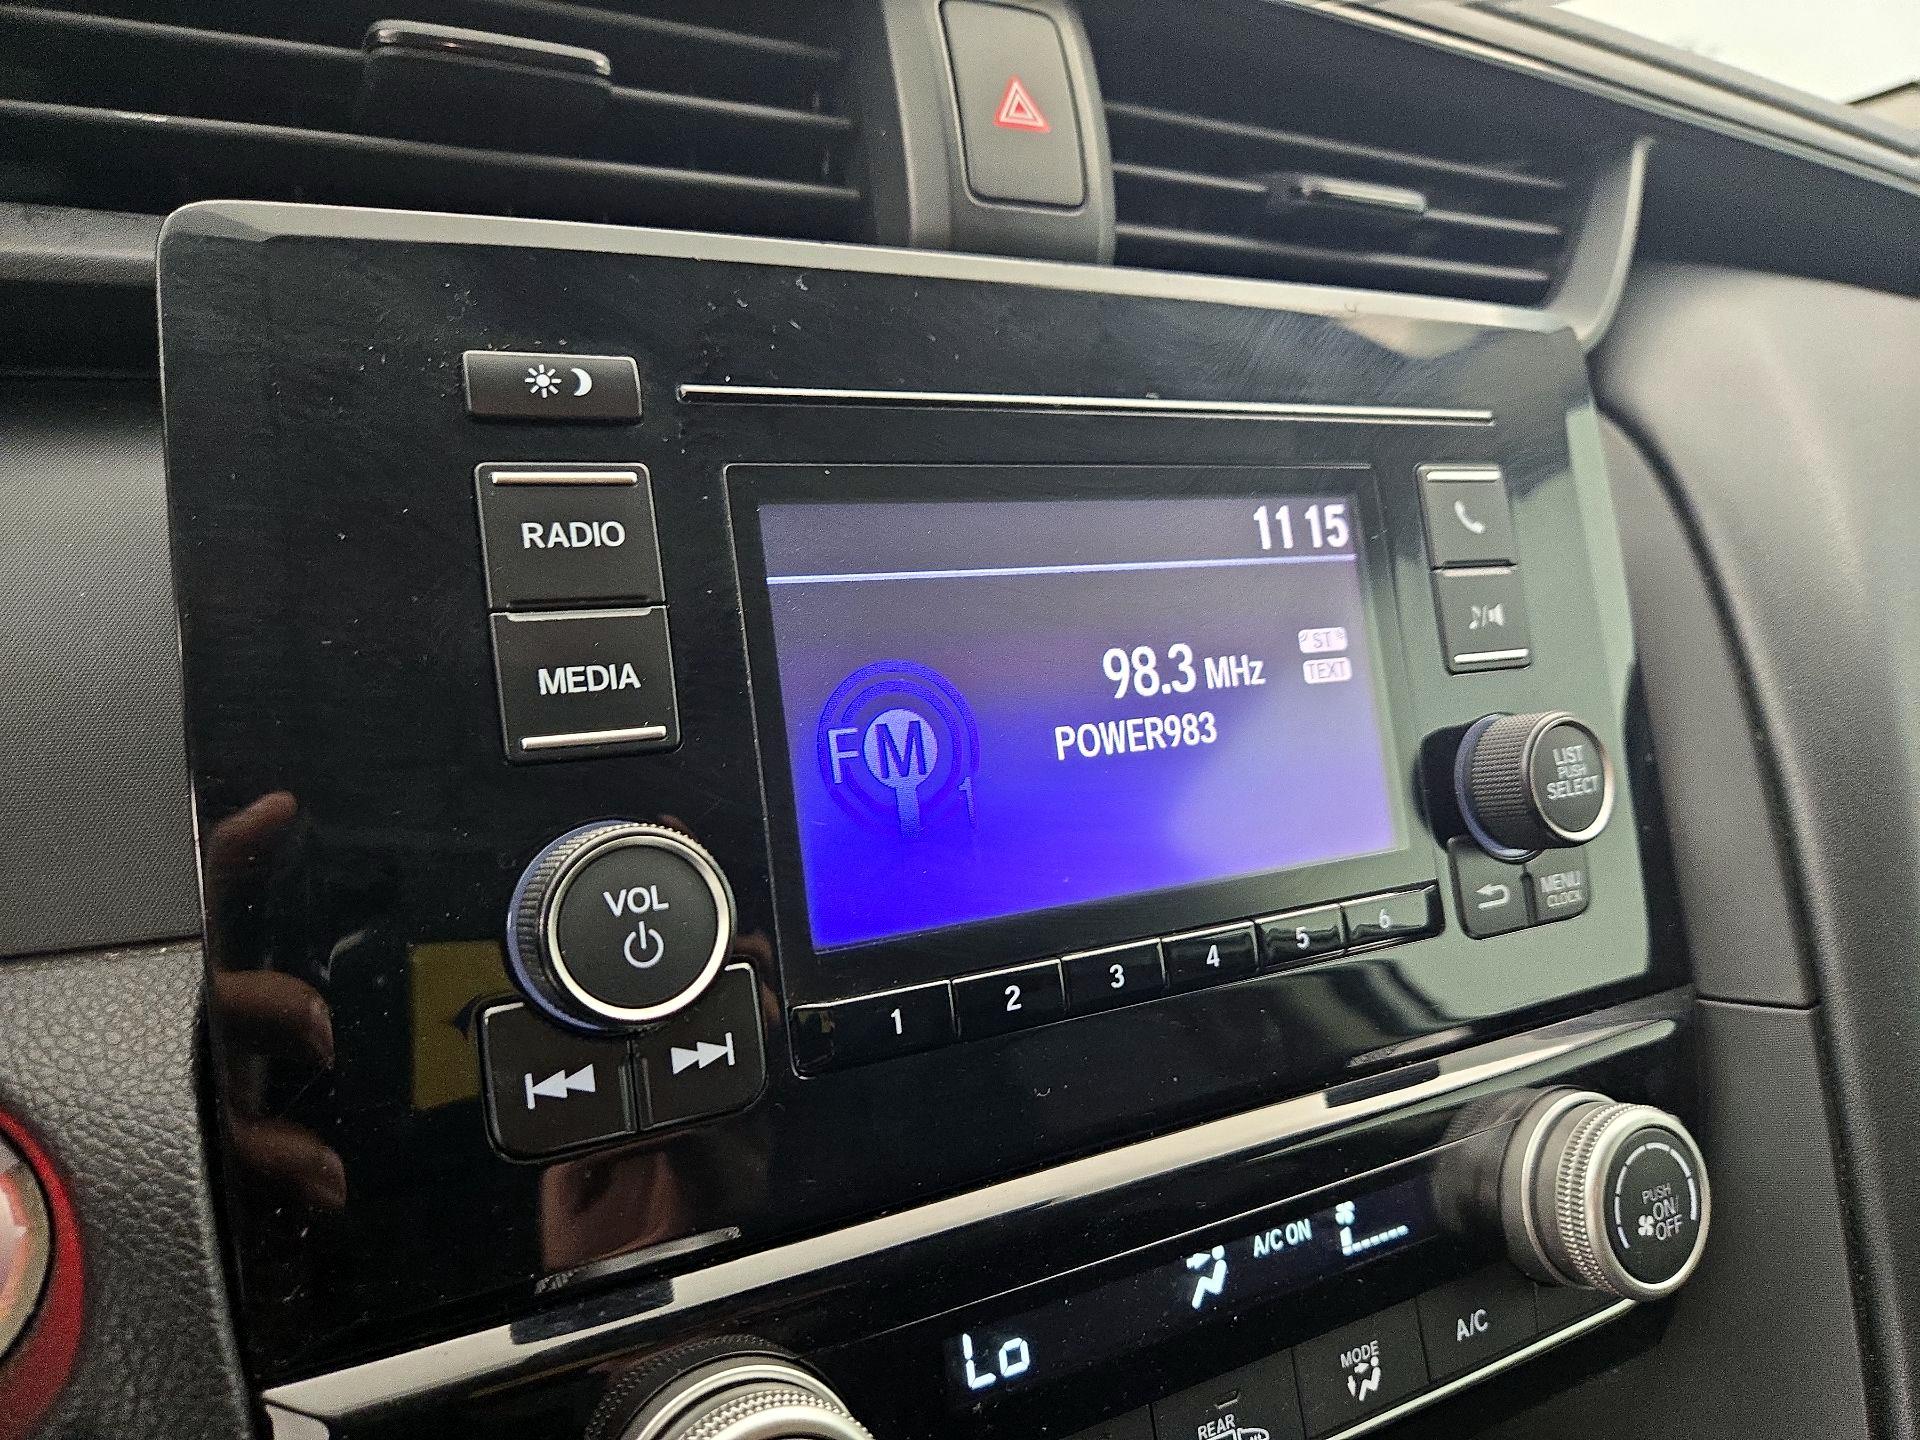 RADIO
MEDIA
VOL
11 15
98.3 MHz
ST
TEXT
POWER983
FM
1
LIST
PUSH
SELECT
MENU
CLOCK
1 2 3 4 5 6
PUSH
ON/
OFF
A/C ON
Lo
A/C
MODE
REAR